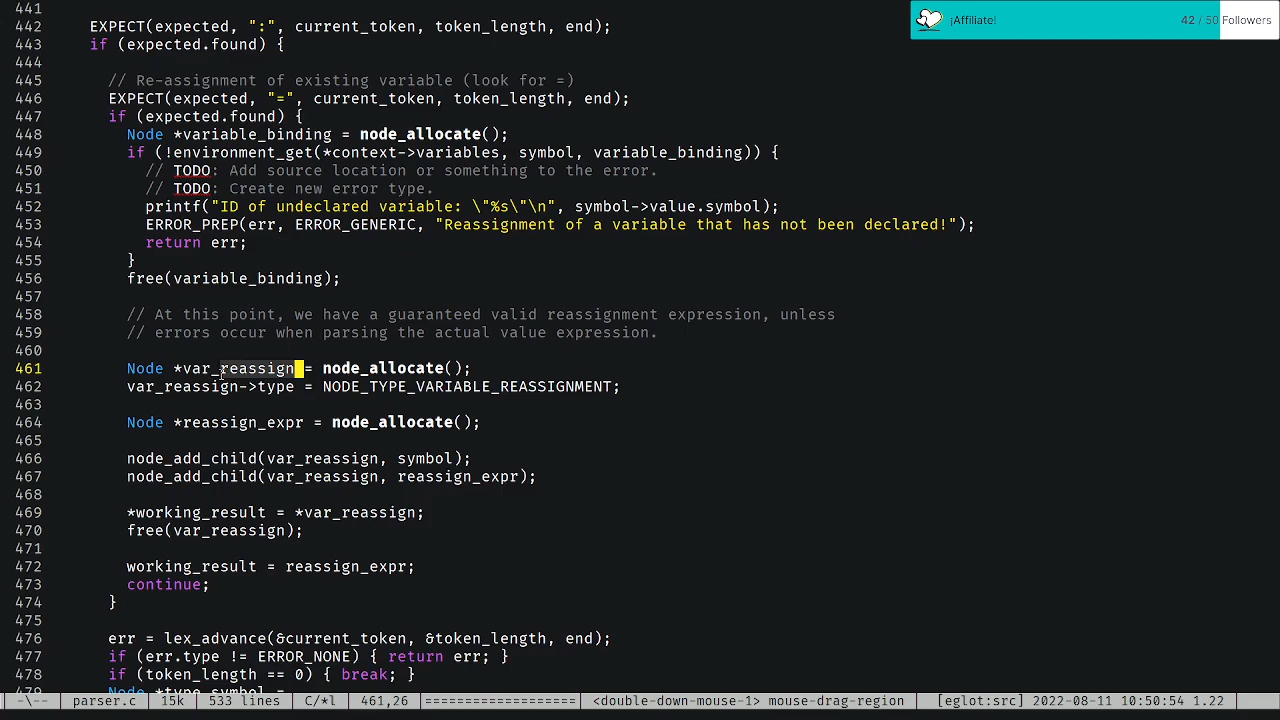 ¡Affiliate! 42 / 50 Followers
441
442 EXPECT(expected, ":", current_token, token_length, end);
443 if (expected.found) {
444
445 // Re-assignment of existing variable (look for =)
446 EXPECT(expected, "=", current_token, token_length, end);
447 if (expected.found) {
448 Node *variable_binding = node_allocate();
449 if (!environment_get(*context->variables, symbol, variable_binding)) {
450 // TODO: Add source location or something to the error.
451 // TODO: Create new error type.
452 printf("ID of undeclared variable: \"%s\"\n", symbol->value.symbol);
453 ERROR_PREP(err, ERROR_GENERIC, "Reassignment of a variable that has not been declared!");
454 return err;
455 }
456 free(variable_binding);
457
458 // At this point, we have a guaranteed valid reassignment expression, unless
459 // errors occur when parsing the actual value expression.
460
461 Node *var_reassign = node_allocate();
462 var_reassign->type = NODE_TYPE_VARIABLE_REASSIGNMENT;
463
464 Node *reassign_expr = node_allocate();
465
466 node_add_child(var_reassign, symbol);
467 node_add_child(var_reassign, reassign_expr);
468
469 *working_result = *var_reassign;
470 free(var_reassign);
471
472 working_result = reassign_expr;
473 continue;
474 }
475
476 err = lex_advance(&current_token, &token_length, end);
477 if (err.type != ERROR_NONE) { return err; }
478 if (token_length == 0) { break; }
479 Node *type_symbol =
-\-- parser.c 15k 533 lines C/*l 461,26 ==================== <double-down-mouse-1> mouse-drag-region [eglot:src] 2022-08-11 10:50:54 1.22